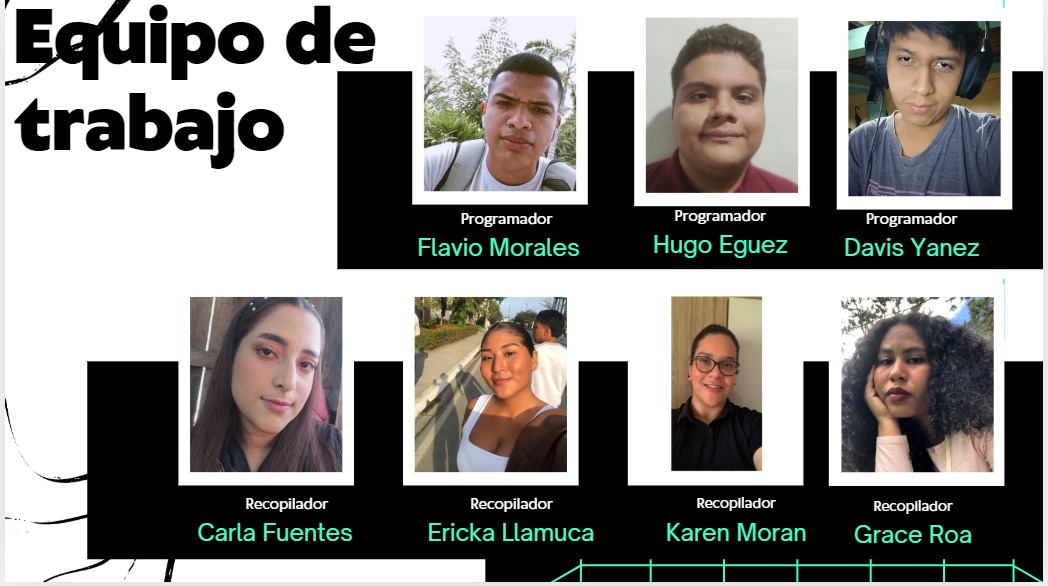 Equipo de
trabajo
Programador
Flavio Morales
Programador
Hugo Eguez
Programador
Davis Yanez
Recopilador
Carla Fuentes
Recopilador
Ericka Llamuca
Recopilador
Karen Moran
Recopilador
Grace Roa